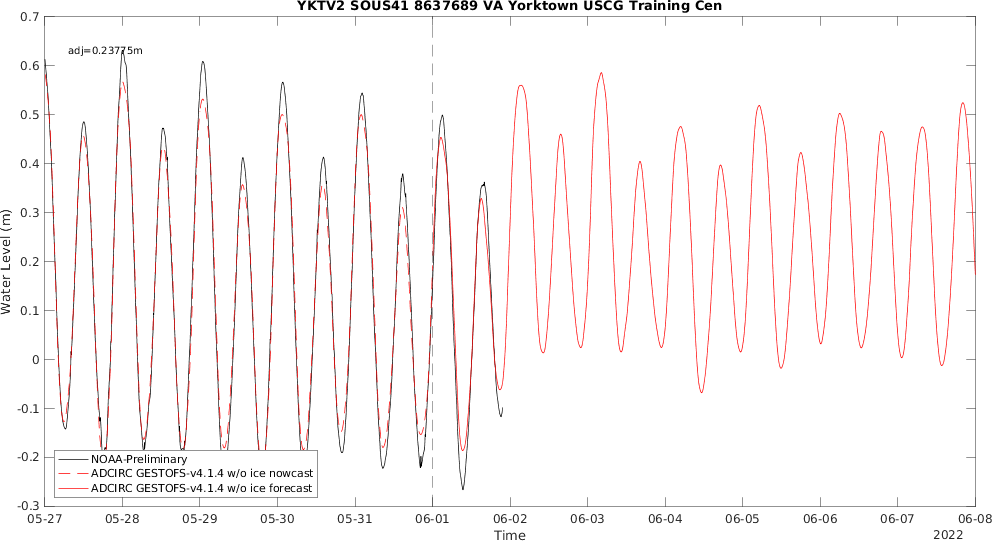 YKTV2 SOUS41 8637689 VA Yorktown USCG Training Cen
adj=0.23775m
0.7
0.6
0.5
0.4
0.3
0.2
0.1
0
-0.1
-0.2
-0.3
Water Level (m)
NOAA-Preliminary
ADCIRC GESTOFS-v4.1.4 w/o ice nowcast
ADCIRC GESTOFS-v4.1.4 w/o ice forecast
05-27 05-28 05-29 05-30 05-31 06-01 06-02 06-03 06-04 06-05 06-06 06-07 06-08
Time
2022